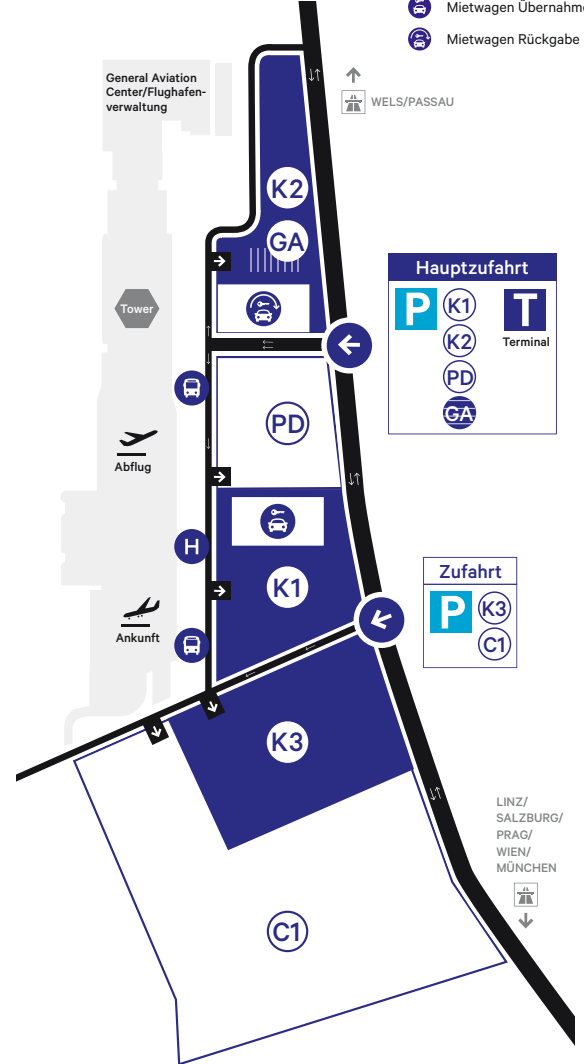 Mietwagen Übernahme
Mietwagen Rückgabe
General Aviation
Center/Flughafen-
verwaltung
WELS/PASSAU
K2
GA
Hauptzufahrt
P
K1
T
K2
Terminal
PD
GA
Tower
PD
Abflug
H
K1
Zufahrt
P
K3
C1
Ankunft
K3
LINZ/
SALZBURG/
PRAG/
WIEN/
MÜNCHEN
C1